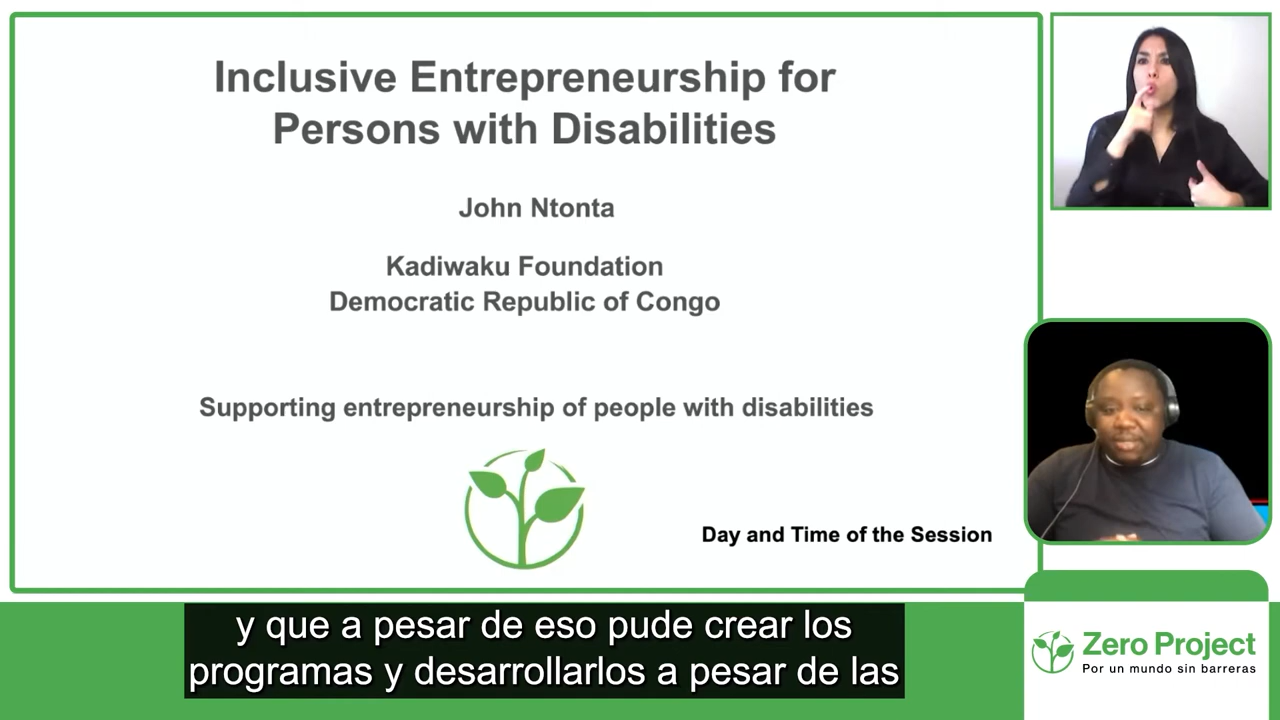 Inclusive Entrepreneurship for
Persons with Disabilities
John Ntonta
Kadiwaku Foundation
Democratic Republic of Congo
Supporting entrepreneurship of people with disabilities
Day and Time of the Session
y que a pesar de eso pude crear los
programas y desarrollarlos a pesar de las
Zero Project
Por un mundo sin barreras